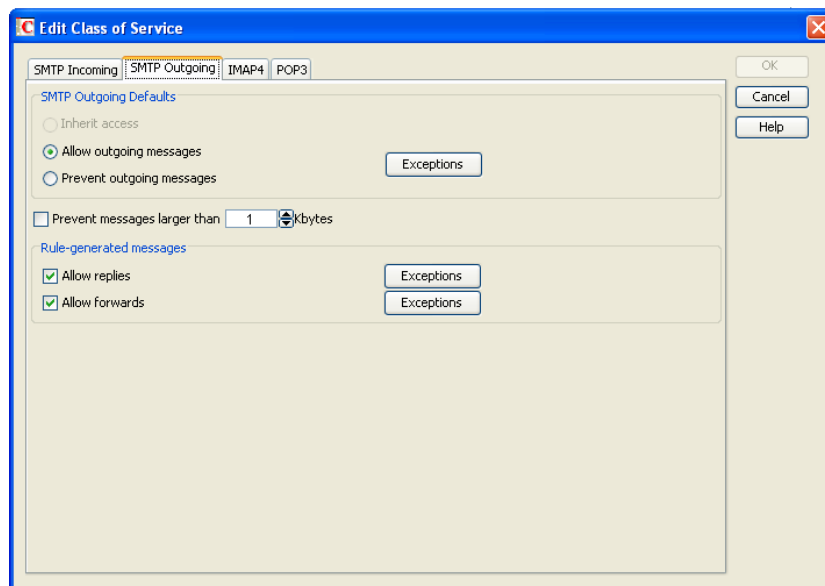 Edit Class of Service
SMTP Incoming SMTP Outgoing IMAP4 POP3
OK
Cancel
Help
SMTP Outgoing Defaults
Inherit access
Allow outgoing messages
Prevent outgoing messages
Exceptions
Prevent messages larger than 1 Kbytes
Rule-generated messages
Allow replies Exceptions
Allow forwards Exceptions